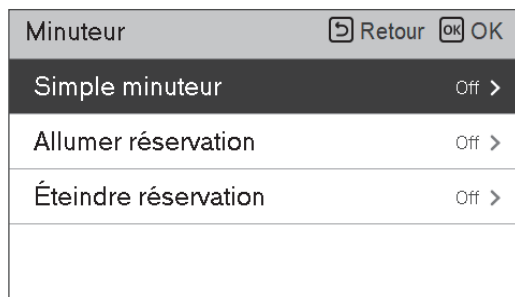 Minuteur Retour OK OK
Simple minuteur Off
Allumer réservation Off
Éteindre réservation Off